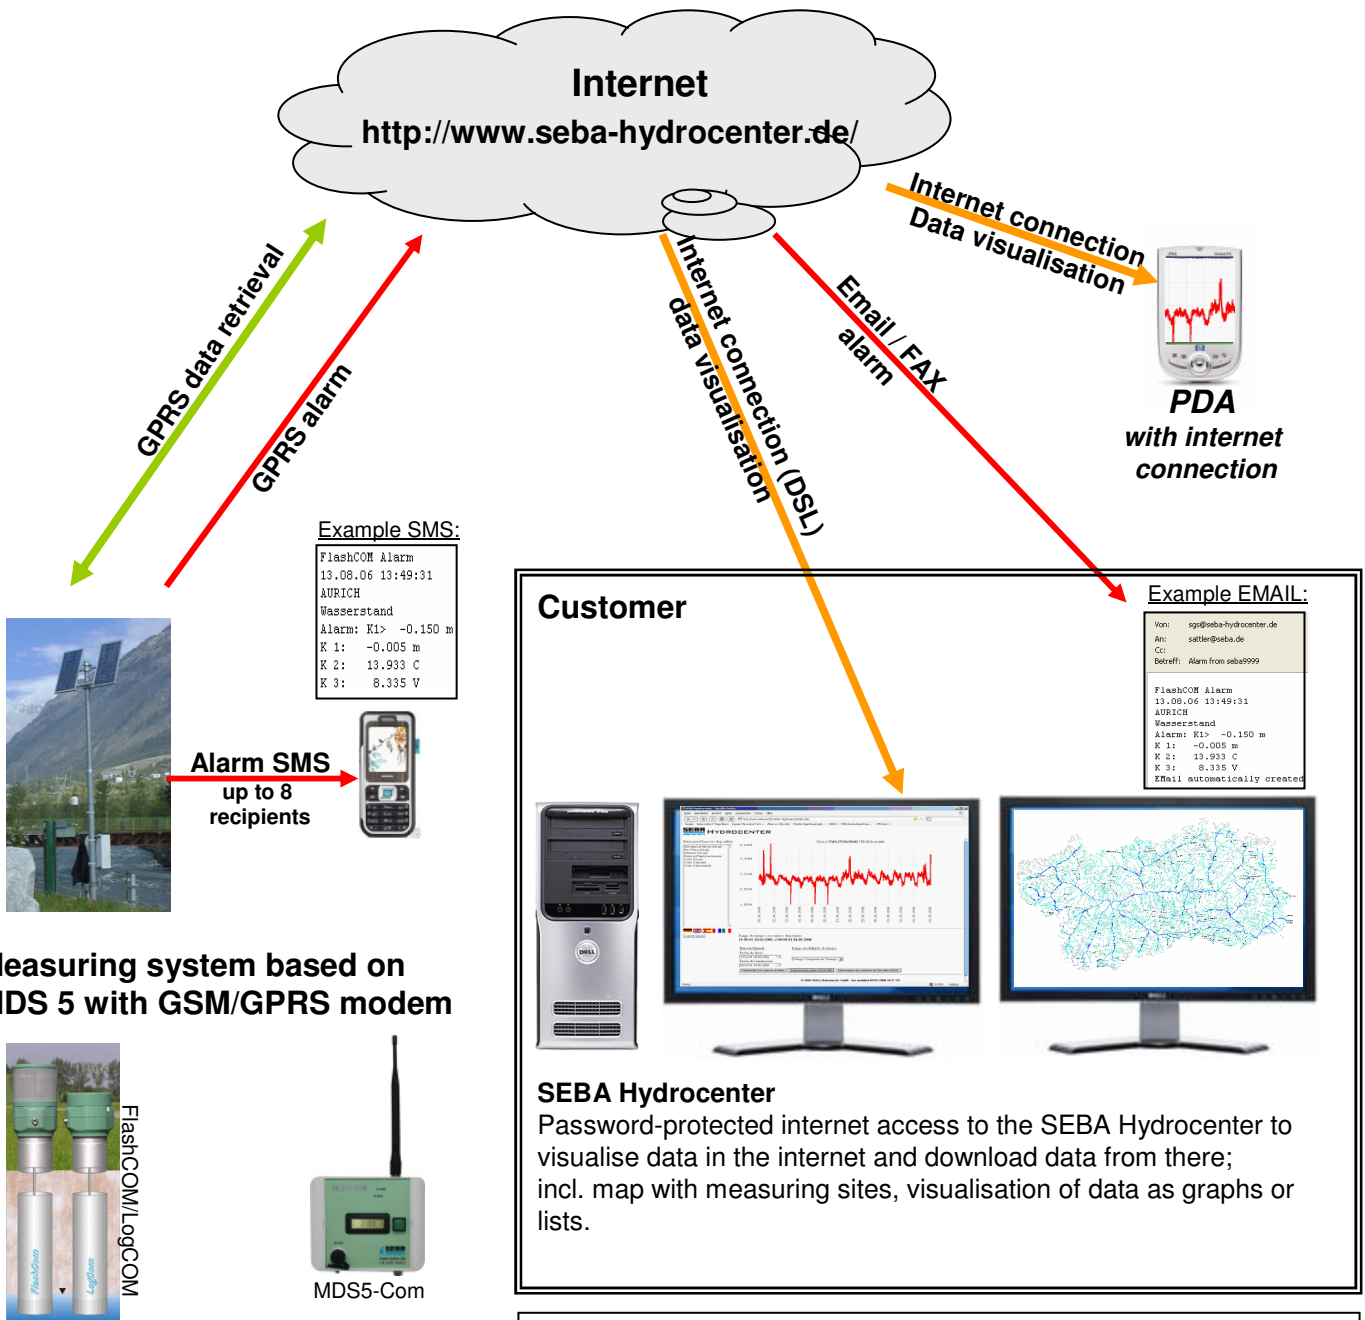 Internet
http://www.seba-hydrocenter.de/
Internet connection
Data visualisation
GPRS data retrieval
GPRS alarm
Internet connection (DSL)
data visualisation
Email / FAX
alarm
PDA
with internet
connection
Example SMS:
FlashCOM Alarm
13.08.06 13:49:31
AURICH
Wasserstand
Alarm: K1> -0.150 m
K 1: -0.005 m
K 2: 13.933 C
K 3: 8.335 V
Alarm SMS
up to 8
recipients
Customer
Example EMAIL:
Von: sgs@seba-hydrocenter.de
An: sattler@seba.de
Cc:
Betreff: Alarm from seba9999
FlashCOM Alarm
13.08.06 13:49:31
AURICH
Wasserstand
Alarm: K1> -0.150 m
K 1: -0.005 m
K 2: 13.933 C
K 3: 8.335 V
EMail automatically created
SEBA HYDROCENTER
DELL
easuring system based on
DS 5 with GSM/GPRS modem
FlashCOM/LogCOM
FlashCom
LogCom
SEBA
MDS5-Com
SEBA Hydrocenter
Password-protected internet access to the SEBA Hydrocenter to
visualise data in the internet and download data from there;
incl. map with measuring sites, visualisation of data as graphs or
lists.